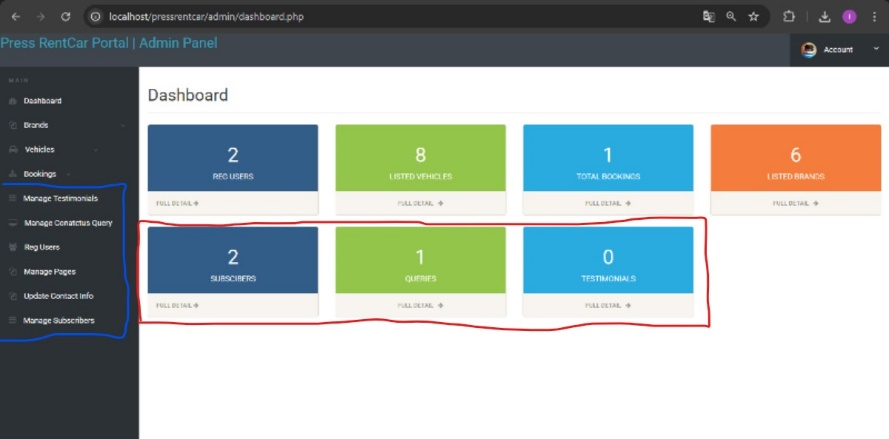 localhost/pressrentcar/admin/dashboard.php
I
Press RentCar Portal | Admin Panel
Account
MAIN
Dashboard
Brands
Vehicles
Bookings
Manage Testimonials
Manage Conatctus Query
Reg Users
Manage Pages
Update Contact Info
Manage Subscribers
Dashboard
2
REG USERS
FULL DETAIL
8
LISTED VEHICLES
FULL DETAIL
1
TOTAL BOOKINGS
FULL DETAIL
6
LISTED BRANDS
FULL DETAIL
2
SUBSCIBERS
FULL DETAIL
1
QUERIES
FULL DETAIL
0
TESTIMONIALS
FULL DETAIL